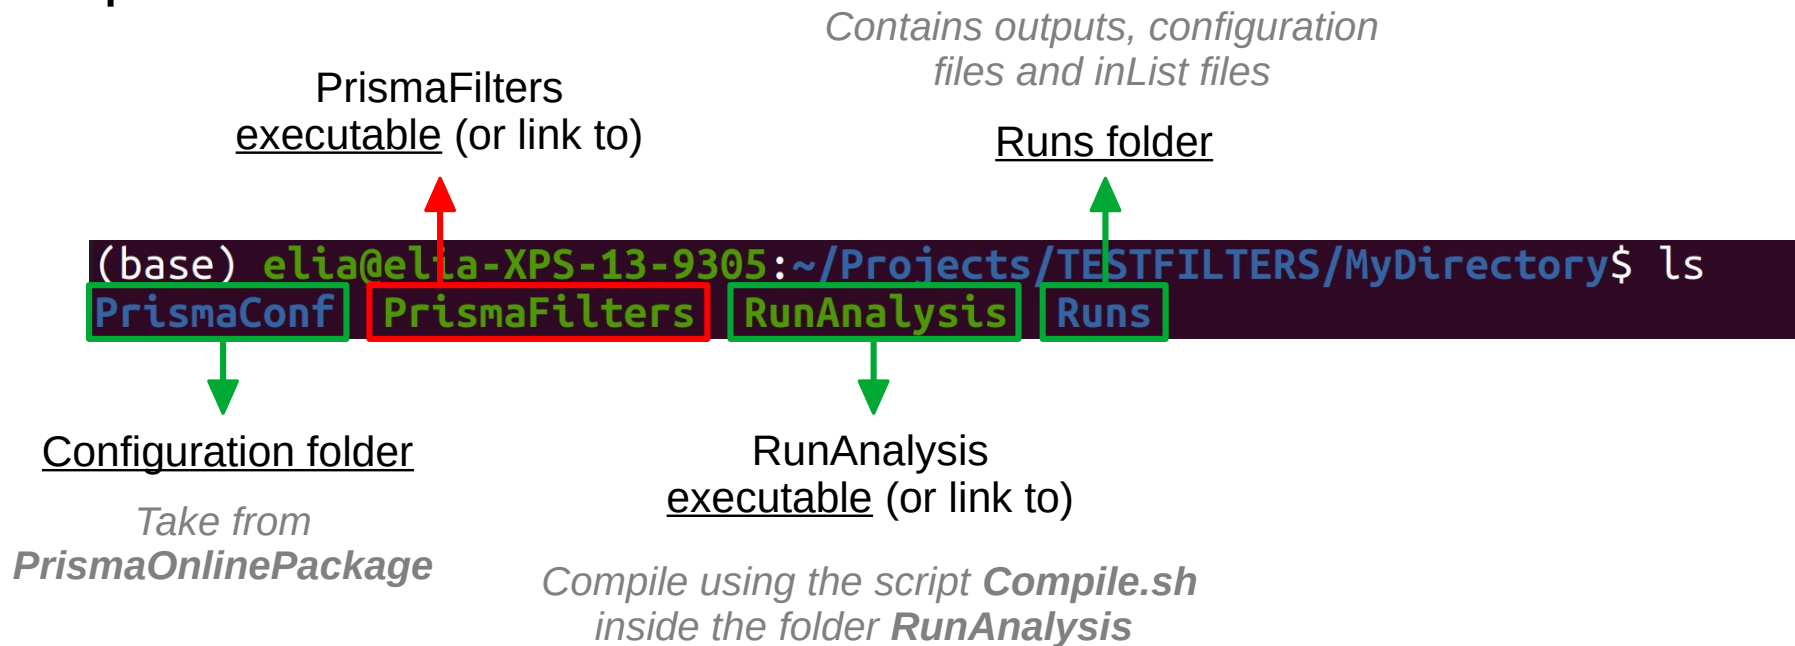 Contains outputs, configuration
files and inList files
PrismaFilters
executable (or link to)
Runs folder
(base) elia@elia-XPS-13-9305:~/Projects/TESTFILTERS/MyDirectory$ ls
PrismaConf PrismaFilters RunAnalysis Runs
Configuration folder
Take from
PrismaOnlinePackage
RunAnalysis
executable (or link to)
Compile using the script Compile.sh
inside the folder RunAnalysis